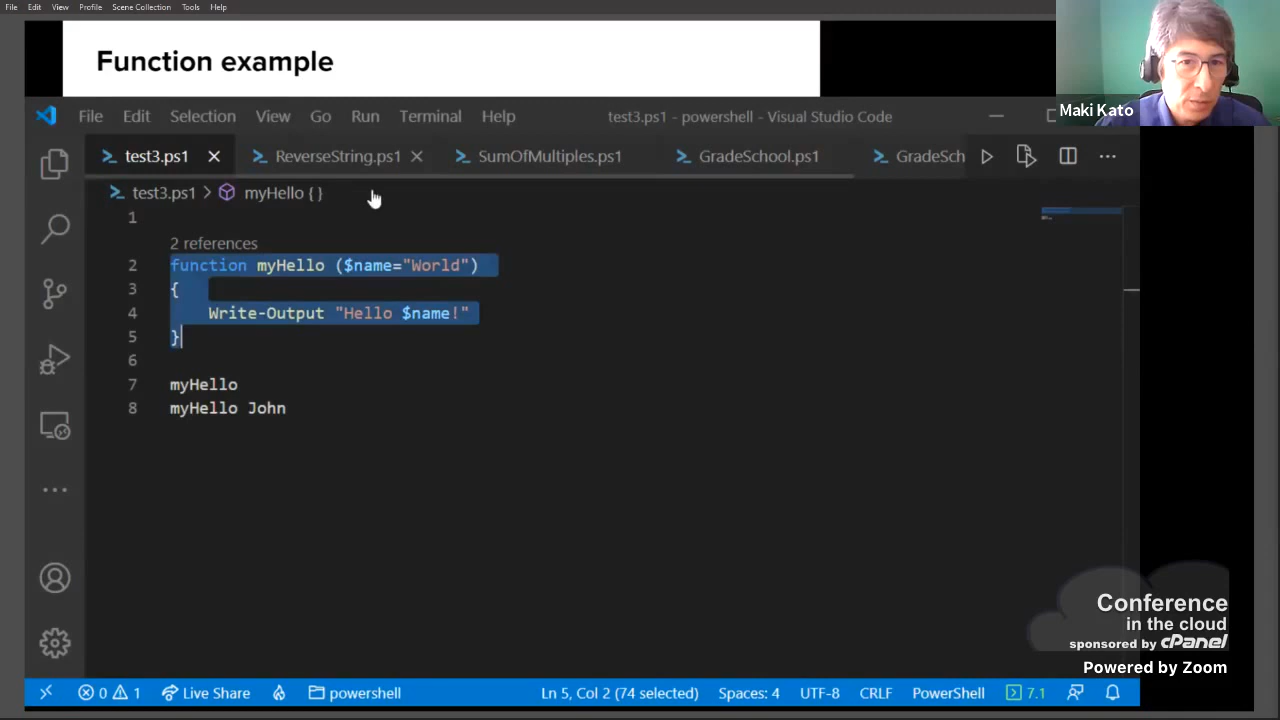 File Edit View Profile Scene Collection Tools Help
Function example
Maki Kato
File Edit Selection View Go Run Terminal Help test3.ps1 - powershell - Visual Studio Code
test3.ps1 ReverseString.ps1 SumOfMultiples.ps1 GradeSchool.ps1 GradeSch
test3.ps1 > myHello { }
1
2 references
2 function myHello ($name="World")
3 {
4 Write-Output "Hello $name!"
5 }
6
7 myHello
8 myHello John
Conference
in the cloud
sponsored by cPanel
Powered by Zoom
0 1 Live Share powershell Ln 5, Col 2 (74 selected) Spaces: 4 UTF-8 CRLF PowerShell 7.1